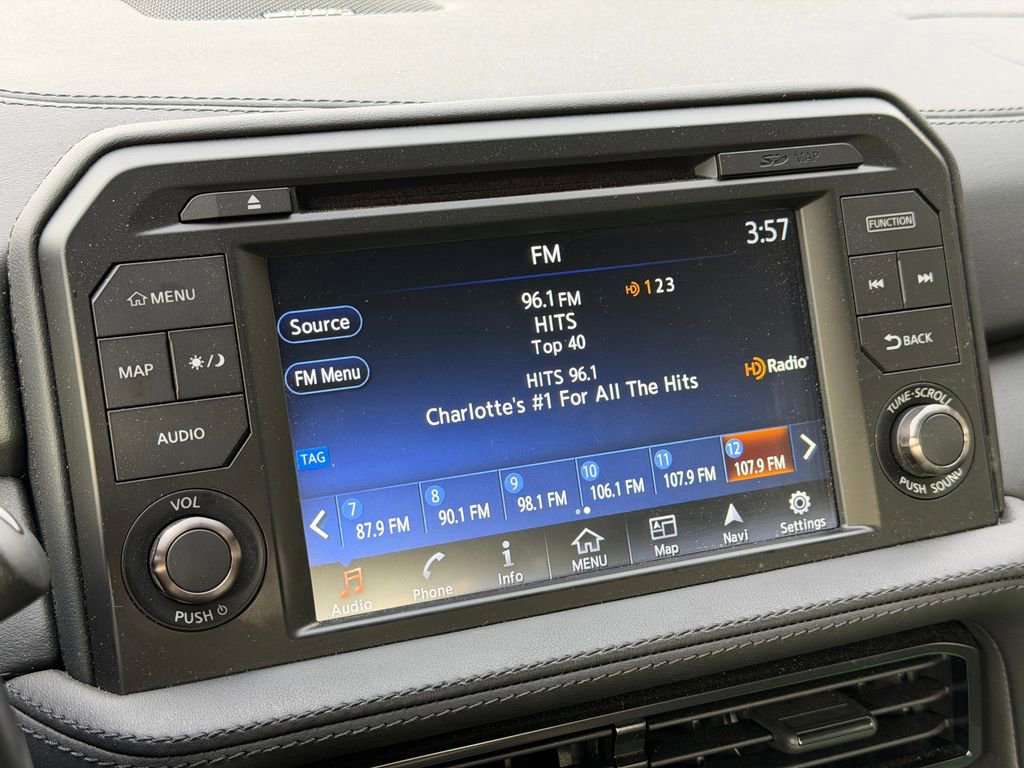 SD MAP
MENU
MAP
AUDIO
VOL
PUSH
FM
3:57
Source
FM Menu
96.1 FM
HITS
Top 40
HD 1 2 3
HITS 96.1
Charlotte's #1 For All The Hits
HD Radio
TAG
7 87.9 FM
8 90.1 FM
9 98.1 FM
10 106.1 FM
11 107.9 FM
12 107.9 FM
Audio
Phone
Info
MENU
Map
Navi
Settings
FUNCTION
BACK
TUNE-SCROLL
PUSH SOUND